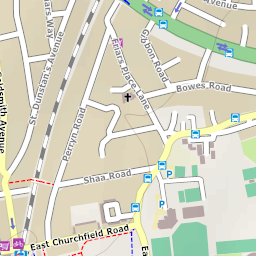 St. Dunstan's Avenue
Friars Place Lane
Gibbon Road
Bowes Road
Perryn Road
Goldsmith Avenue
Shaa Road
East Churchfield Road
P
P